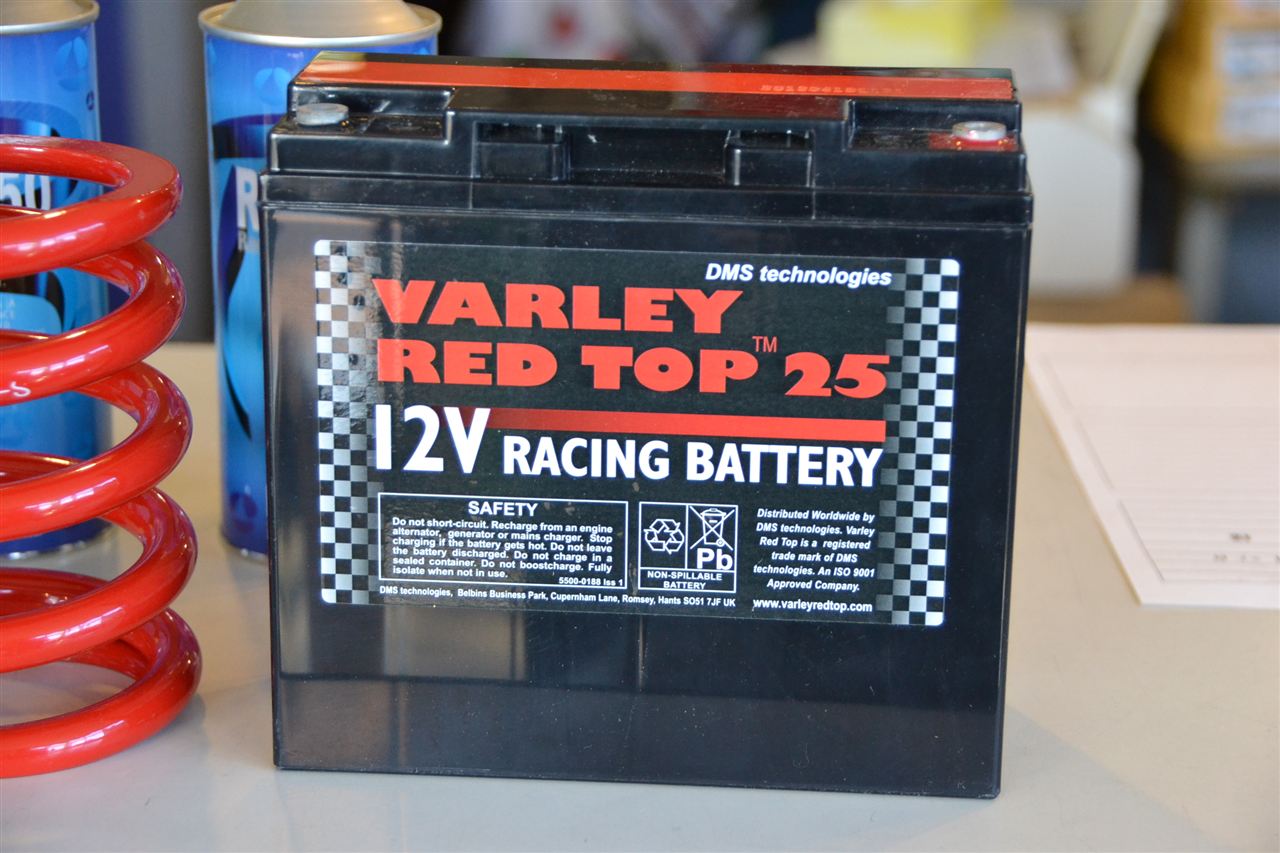 DMS technologies
VARLEY
RED TOP™ 25
12V RACING BATTERY
SAFETY
Do not short-circuit. Recharge from an engine
alternator, generator or mains charger. Stop
charging if the battery gets hot. Do not leave
the battery discharged. Do not charge in a
sealed container. Do not boostcharge. Fully
isolate when not in use.
5500-0188 Iss 1
Pb
NON-SPILLABLE
BATTERY
Distributed Worldwide by
DMS technologies. Varley
Red Top is a registered
trade mark of DMS
technologies. An ISO 9001
Approved Company.
DMS technologies, Belbins Business Park, Cupernham Lane, Romsey, Hants SO51 7JF UK
www.varleyredtop.com